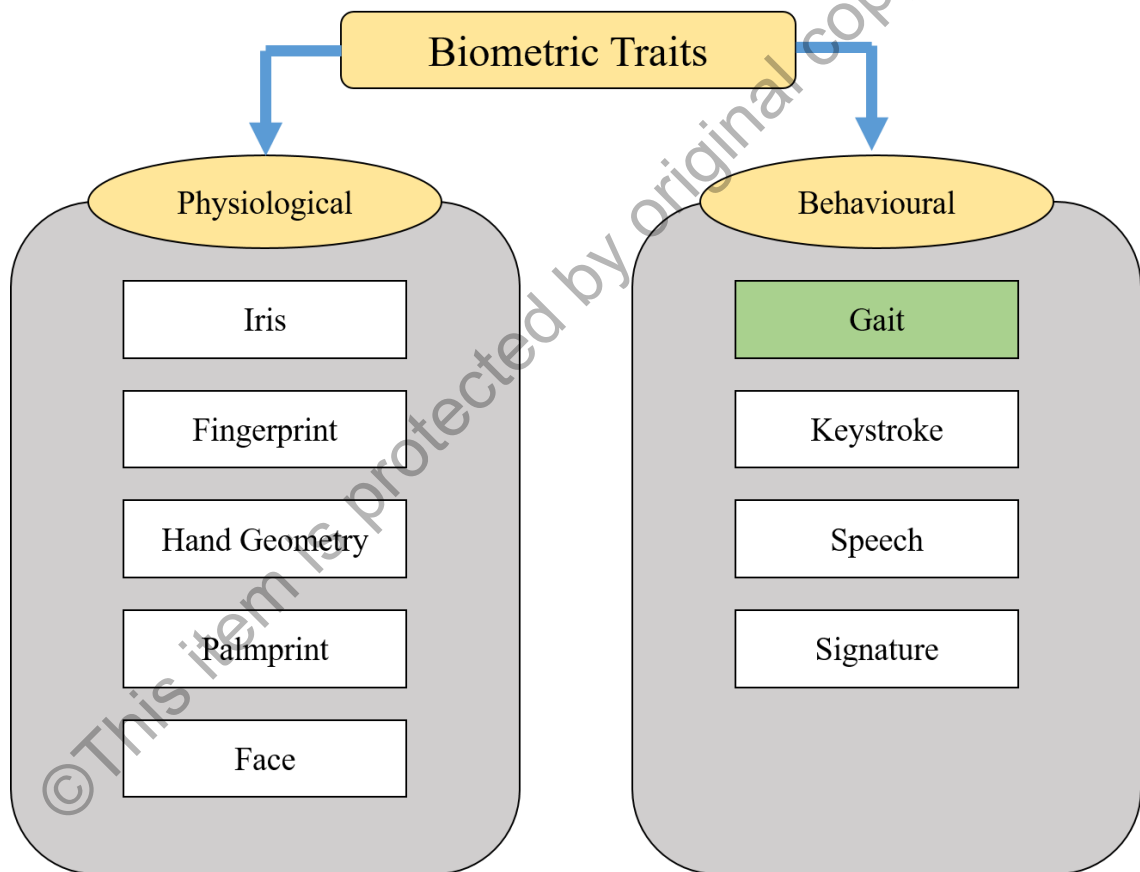 Biometric Traits
Physiological
Iris
Fingerprint
Hand Geometry
Palmprint
Face
Behavioural
Gait
Keystroke
Speech
Signature
©This item is protected by original